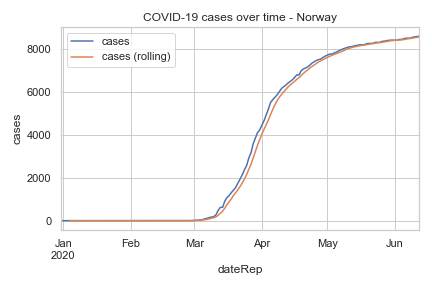 COVID-19 cases over time - Norway
cases
cases (rolling)
8000
6000
4000
2000
0
cases
Jan
2020
Feb
Mar
Apr
May
Jun
dateRep